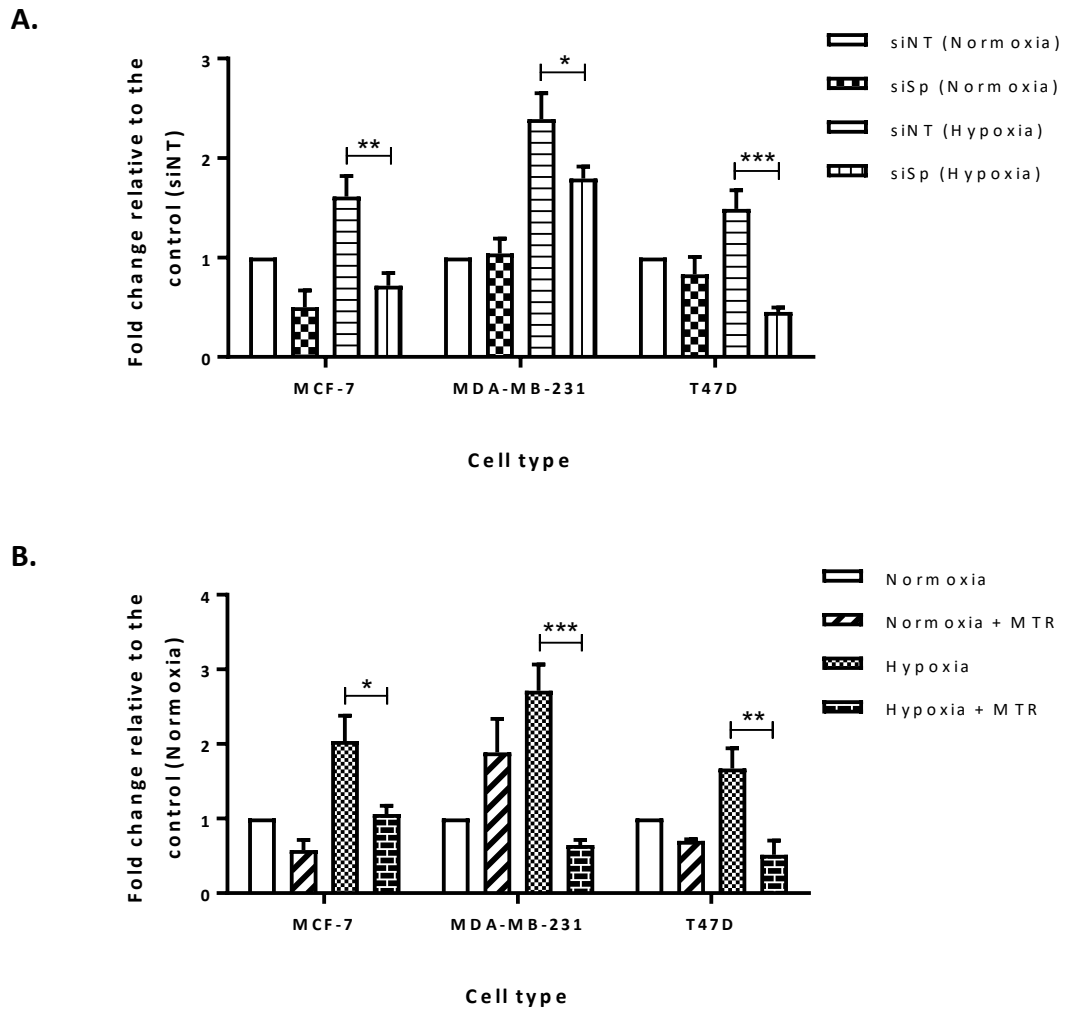 A.
Fold change relative to the
control (siNT)
3
2
1
0
**
*
***
MCF-7
MDA-MB-231
T47D
Cell type
siNT (Normoxia)
siSp (Normoxia)
siNT (Hypoxia)
siSp (Hypoxia)
B.
Fold change relative to the
control (Normoxia)
4
3
2
1
0
*
***
**
MCF-7
MDA-MB-231
T47D
Cell type
Normoxia
Normoxia + MTR
Hypoxia
Hypoxia + MTR